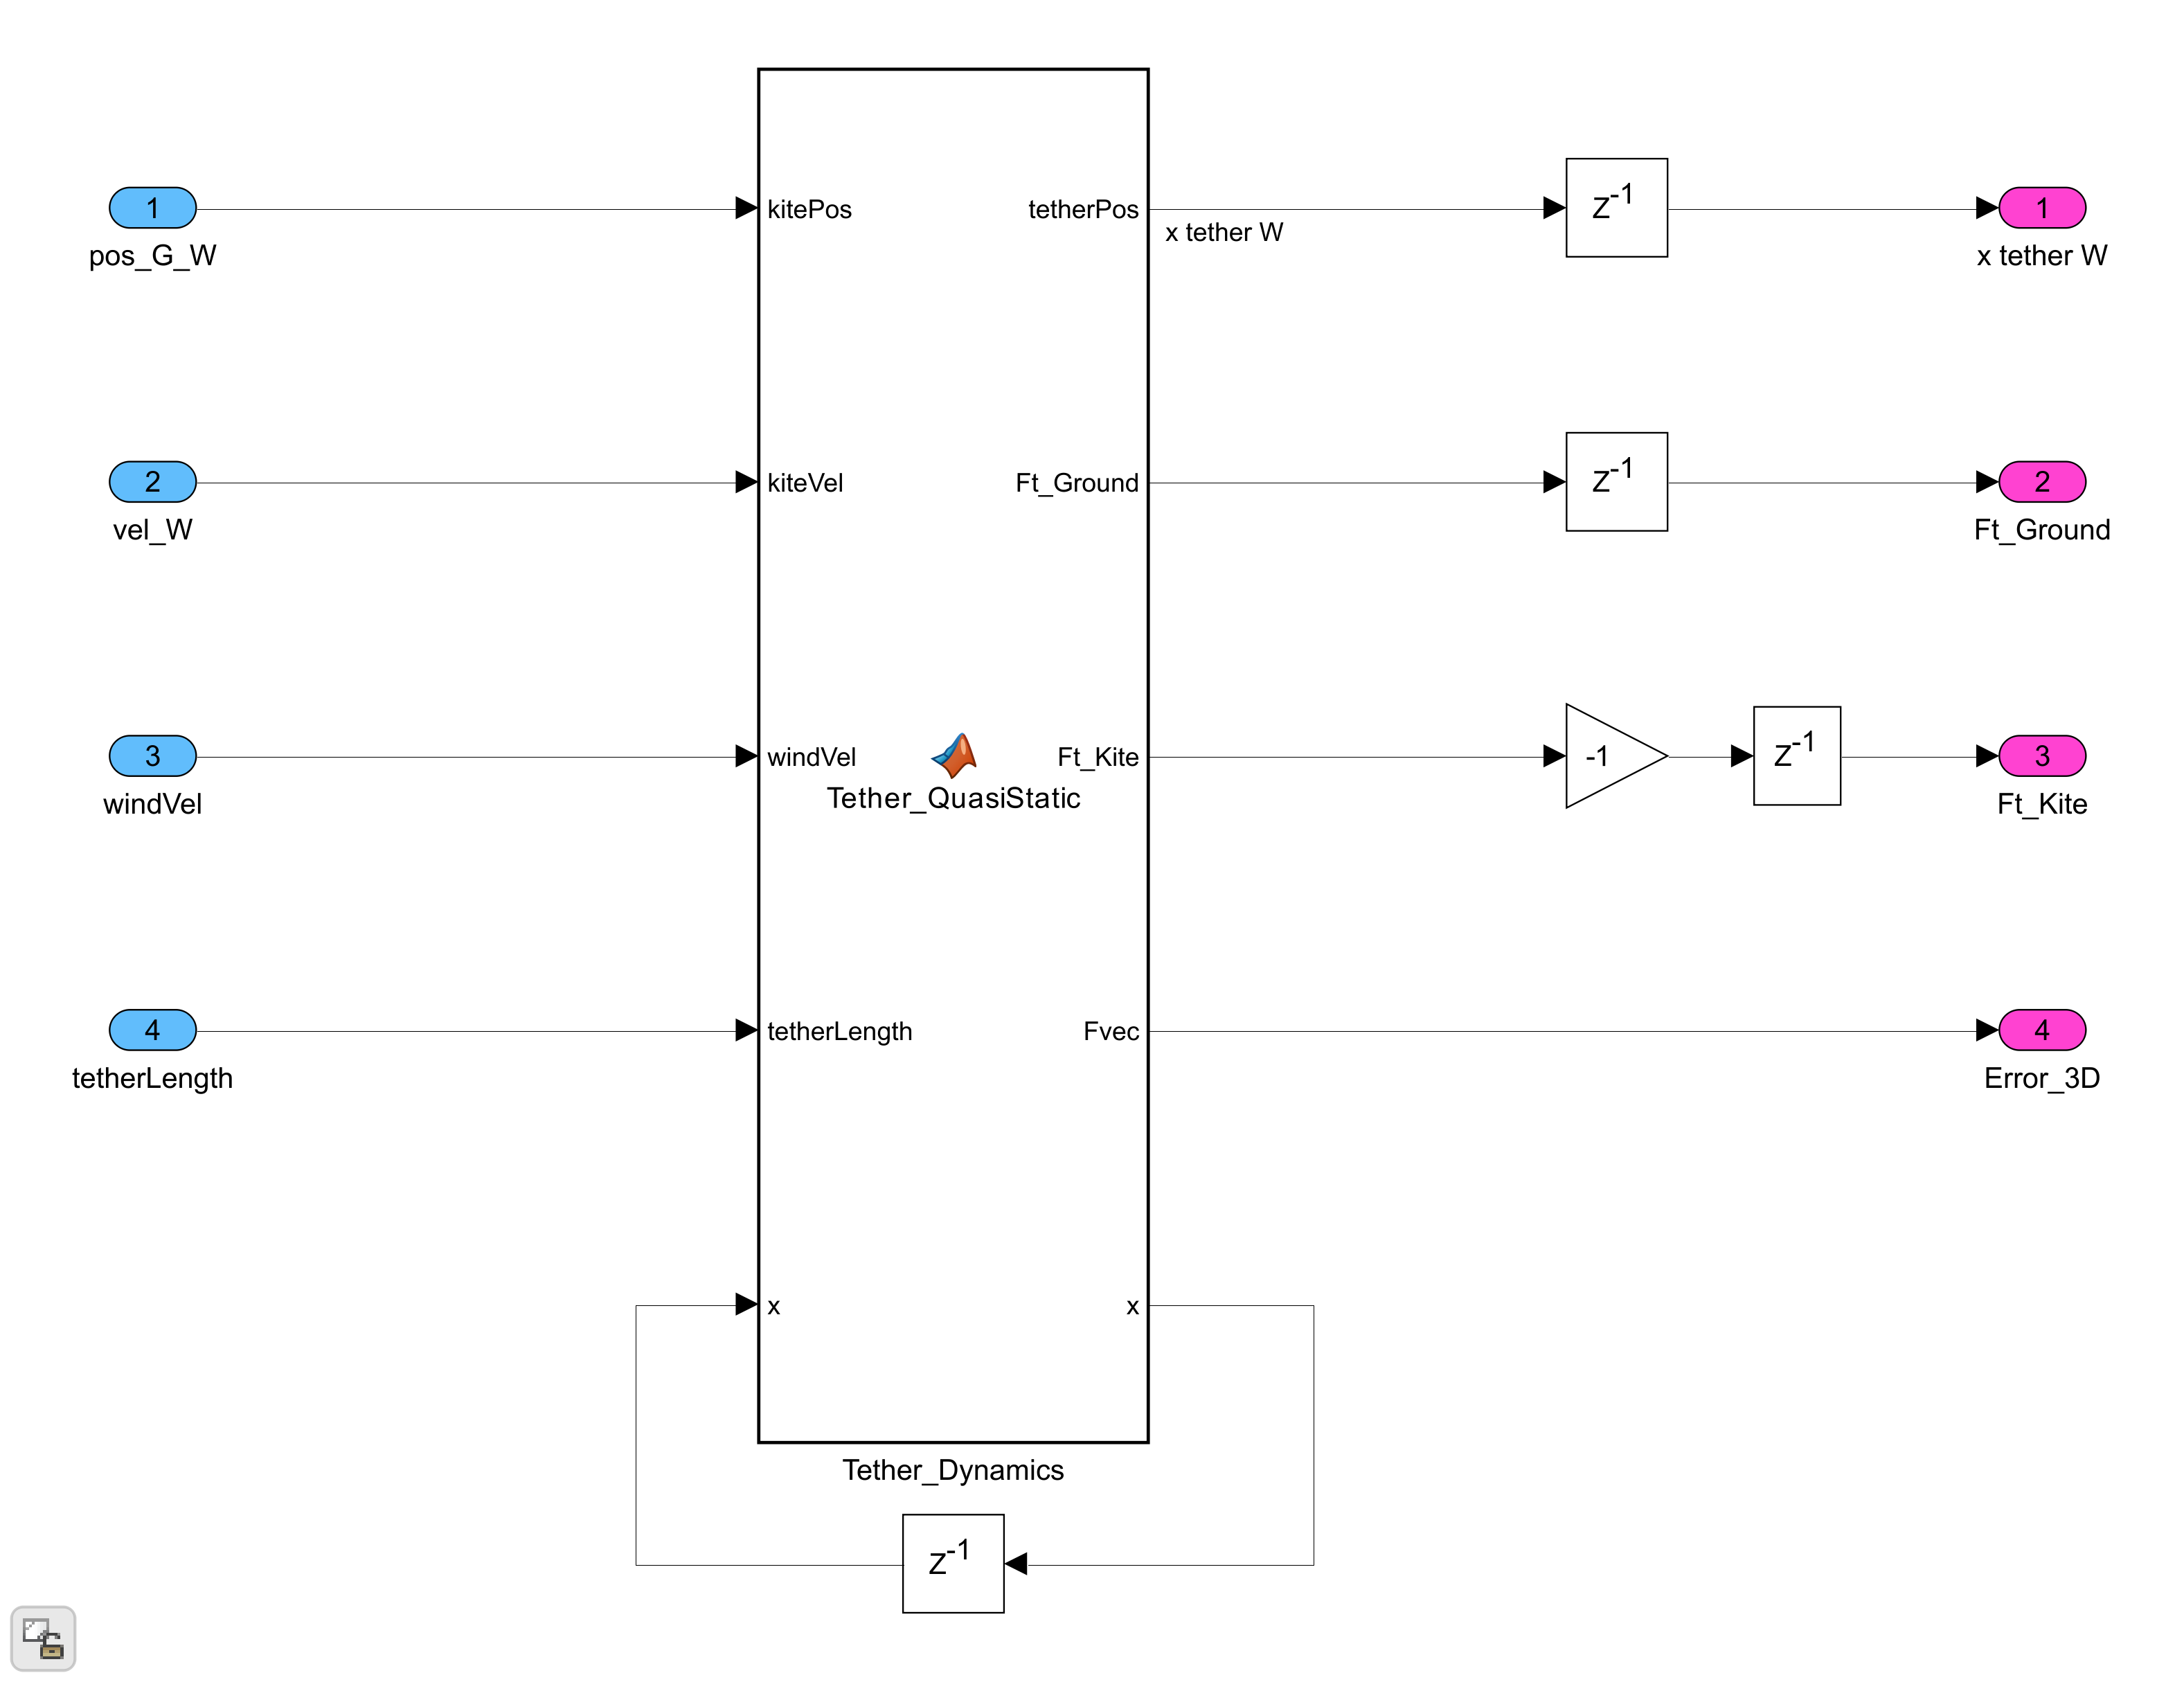 1
pos_G_W
2
vel_W
3
windVel
4
tetherLength
kitePos
kiteVel
windVel
tetherLength
x
Tether_QuasiStatic
tetherPos
Ft_Ground
Ft_Kite
Fvec
x
Tether_Dynamics
x tether W
z-1
z-1
-1
z-1
z-1
1
x tether W
2
Ft_Ground
3
Ft_Kite
4
Error_3D